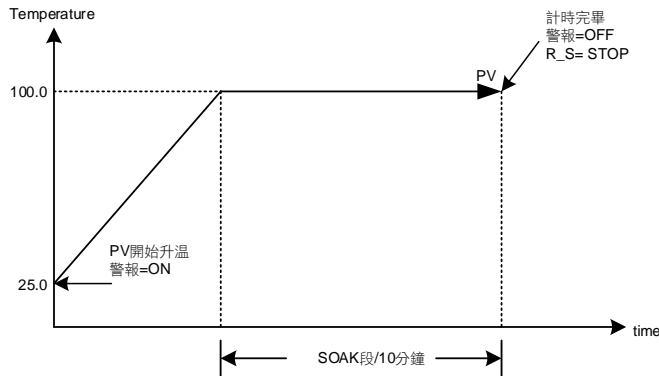 Temperature
計時完畢
警報=OFF
R_S= STOP
PV
100.0
PV開始升温
警報=ON
25.0
time
SOAK段/10分鐘